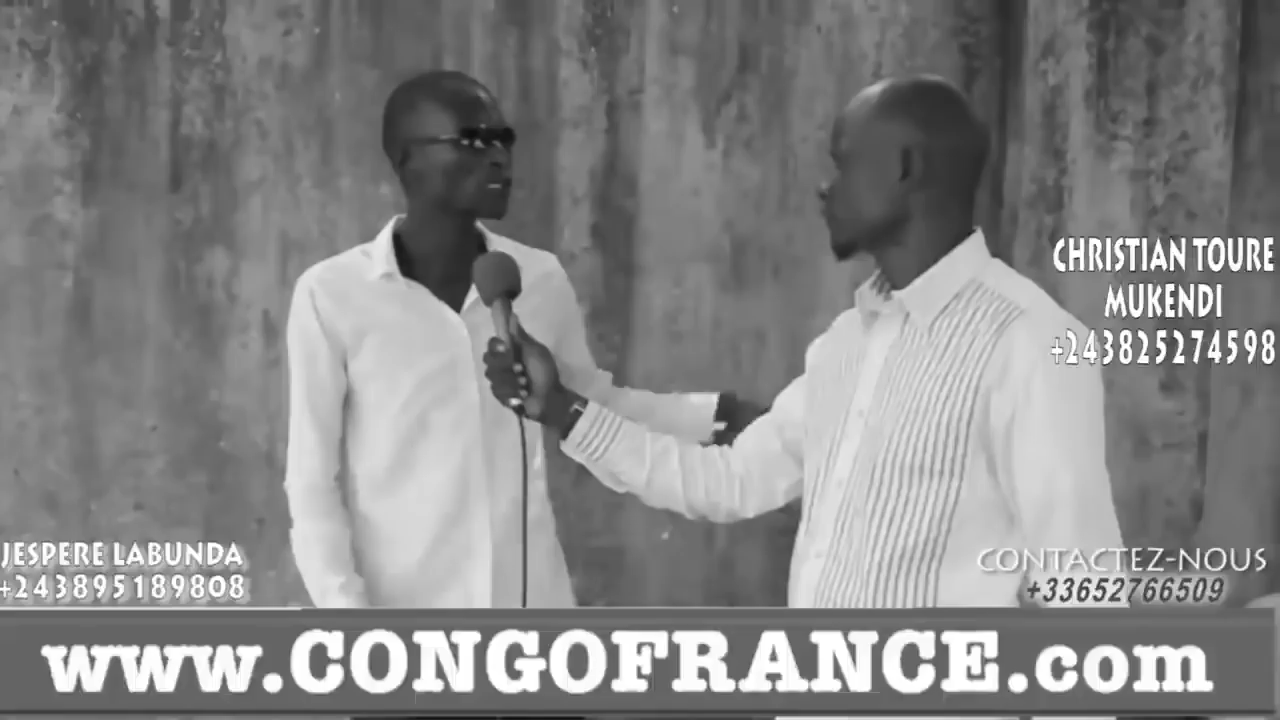 CHRISTIAN TOURE
MUKENDI
+243825274598
JESPERE LABUNDA
+243895189808
CONTACTEZ-NOUS
+33652766509
www.CONGOFRANCE.com